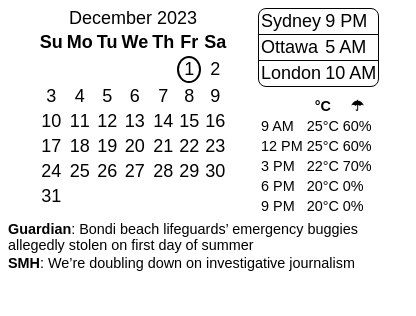 December 2023
Su Mo Tu We Th Fr Sa
1 2
3 4 5 6 7 8 9
10 11 12 13 14 15 16
17 18 19 20 21 22 23
24 25 26 27 28 29 30
31
Sydney 9 PM
Ottawa 5 AM
London 10 AM
°C ☂
9 AM 25°C 60%
12 PM 25°C 60%
3 PM 22°C 70%
6 PM 20°C 0%
9 PM 20°C 0%
Guardian: Bondi beach lifeguards’ emergency buggies
allegedly stolen on first day of summer
SMH: We’re doubling down on investigative journalism